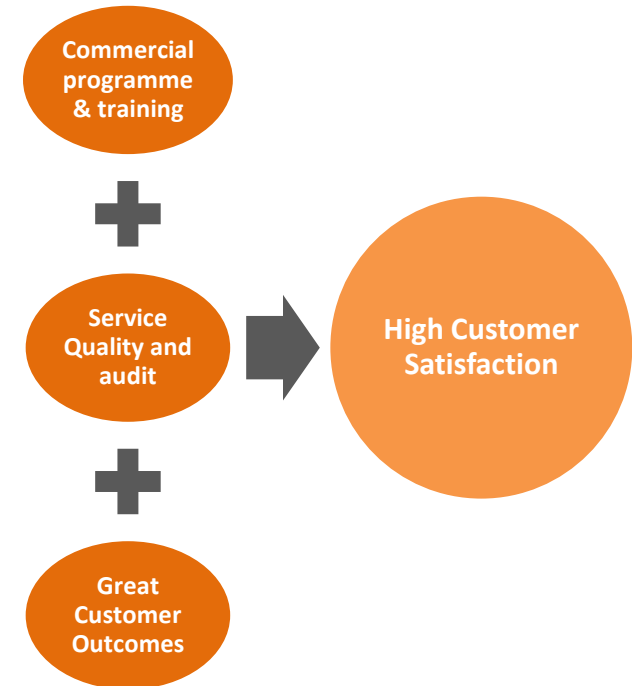 Commercial
programme
& training
Service
Quality and
audit
High Customer
Satisfaction
Great
Customer
Outcomes